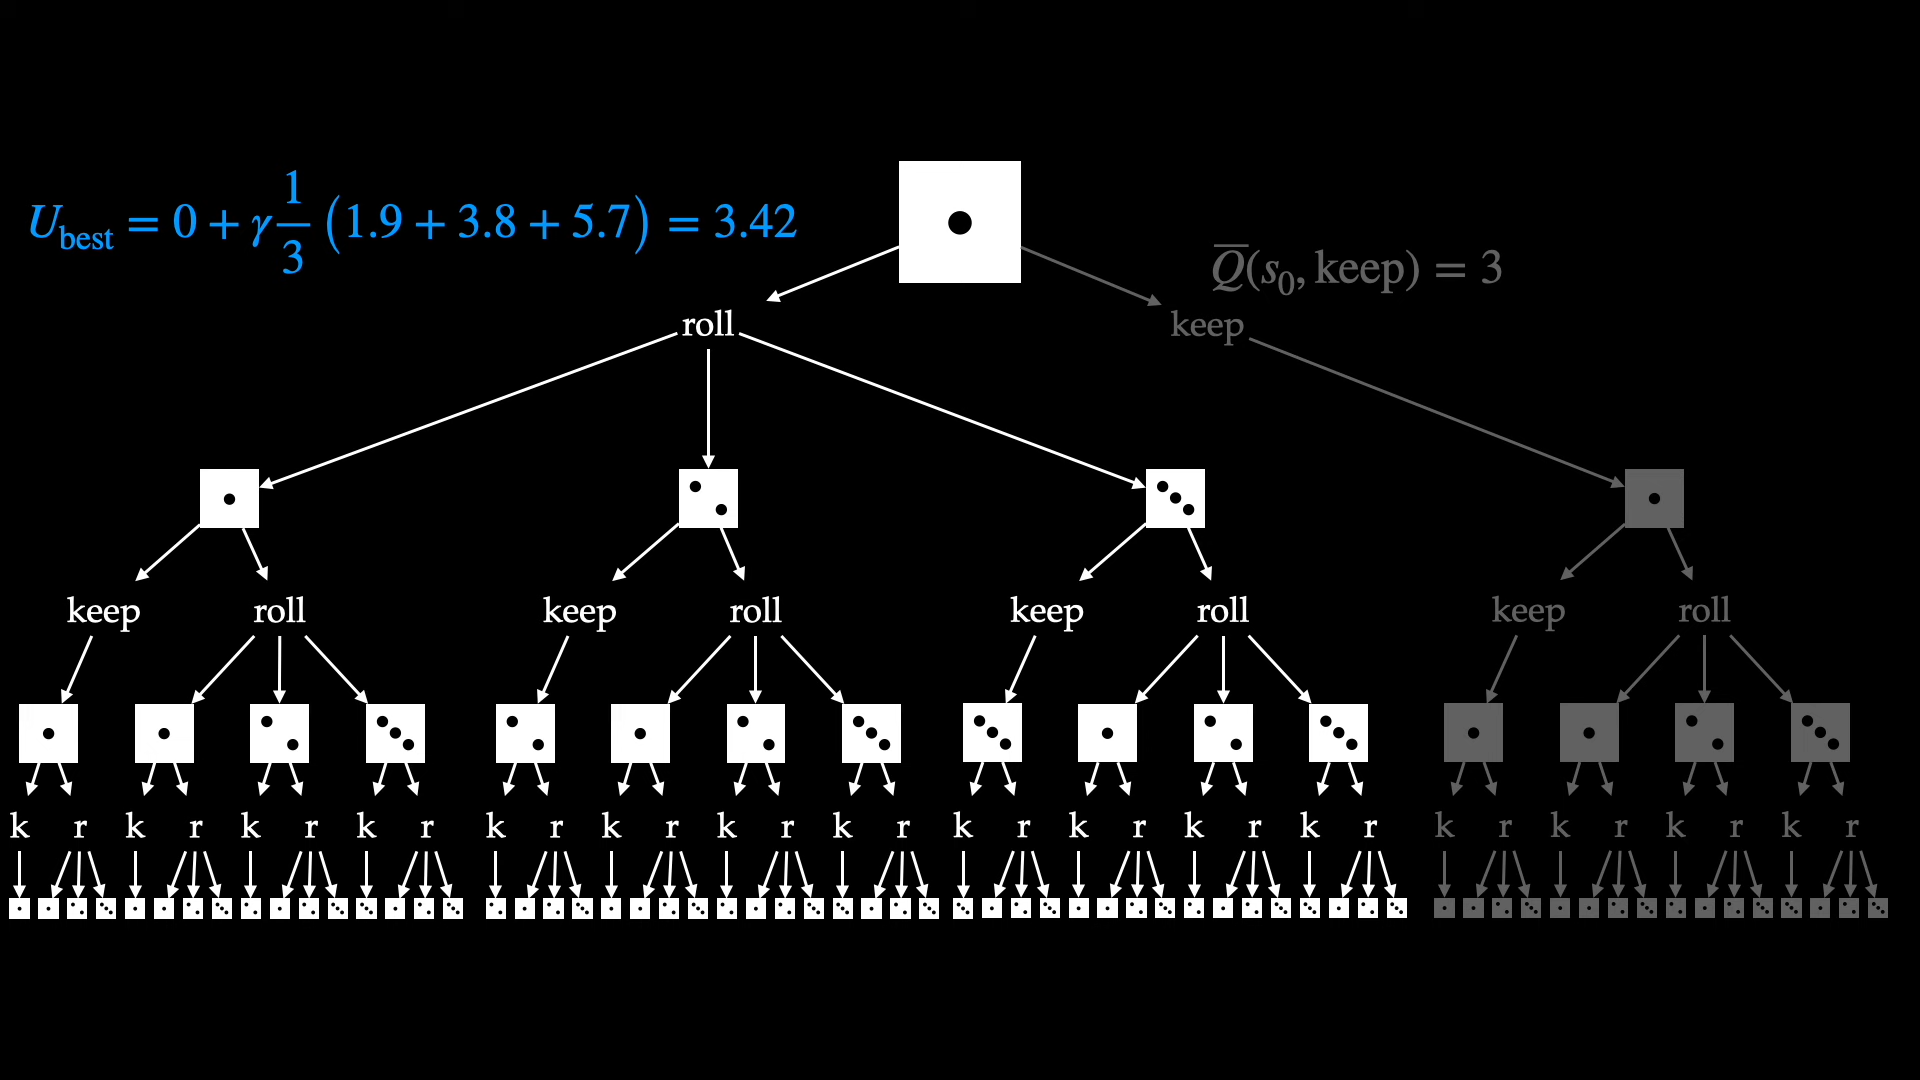 U_best = 0 + γ 1/3 (1.9 + 3.8 + 5.7) = 3.42
Q̅(s₀, keep) = 3
roll keep
keep roll keep roll keep roll keep roll
k r k r k r k r k r k r k r k r k r k r k r k r k r k r k r k r